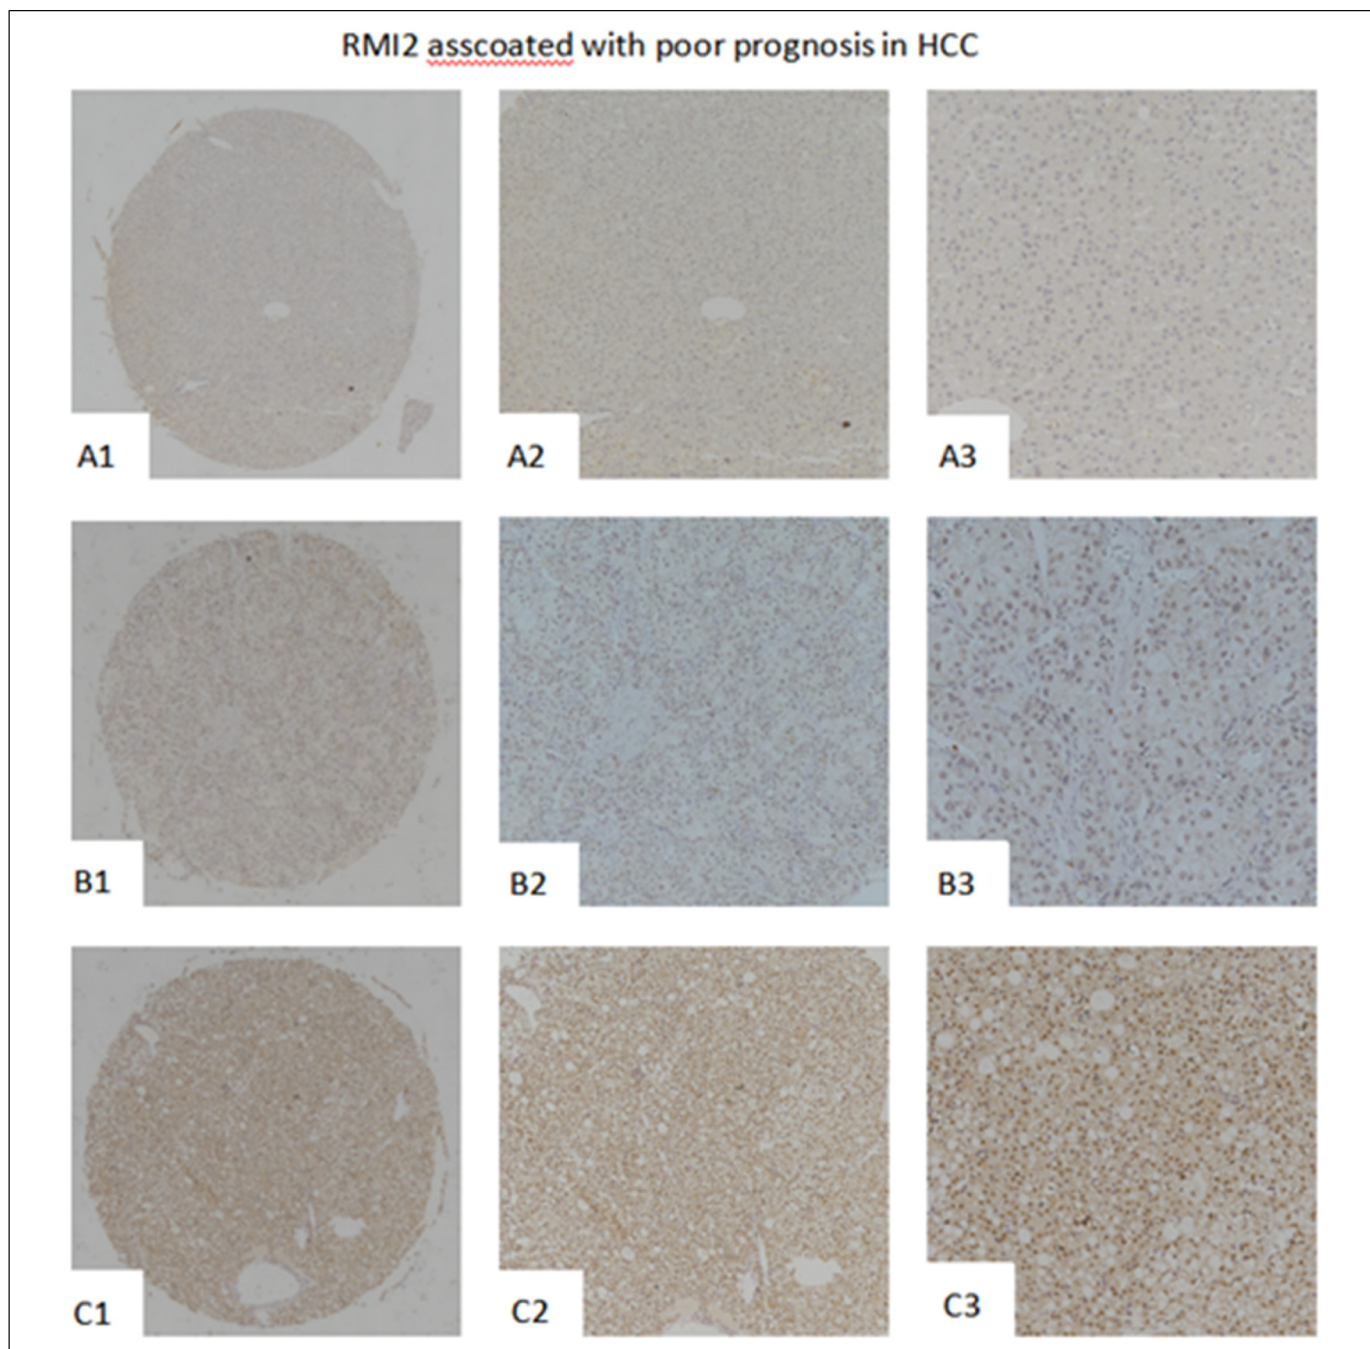 RMI2 asscoated with poor prognosis in HCC
A1
A2
A3
B1
B2
B3
C1
C2
C3